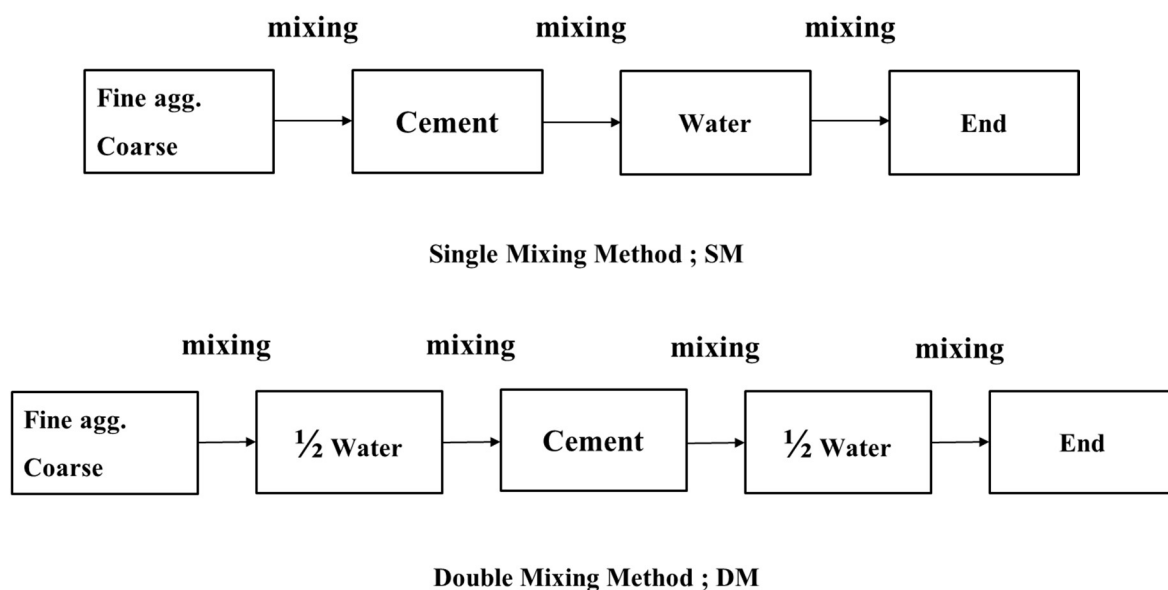 mixing mixing mixing
Fine agg.
Coarse
Cement
Water
End
Single Mixing Method ; SM
mixing mixing mixing mixing
Fine agg.
Coarse
½ Water
Cement
½ Water
End
Double Mixing Method ; DM